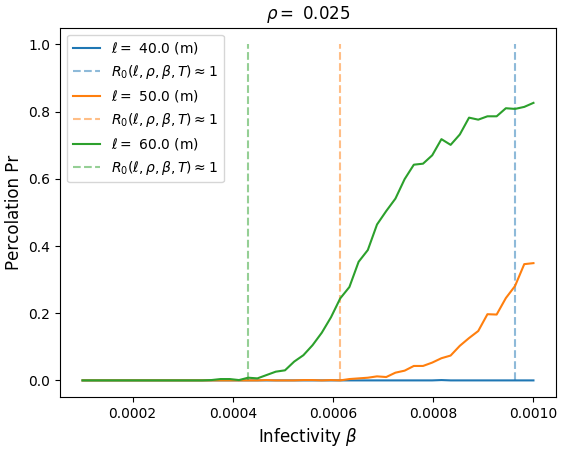 ρ = 0.025
ℓ = 40.0 (m)
R₀(ℓ, ρ, β, T) ≈ 1
ℓ = 50.0 (m)
R₀(ℓ, ρ, β, T) ≈ 1
ℓ = 60.0 (m)
R₀(ℓ, ρ, β, T) ≈ 1
Percolation Pr
1.0
0.8
0.6
0.4
0.2
0.0
0.0002 0.0004 0.0006 0.0008 0.0010
Infectivity β